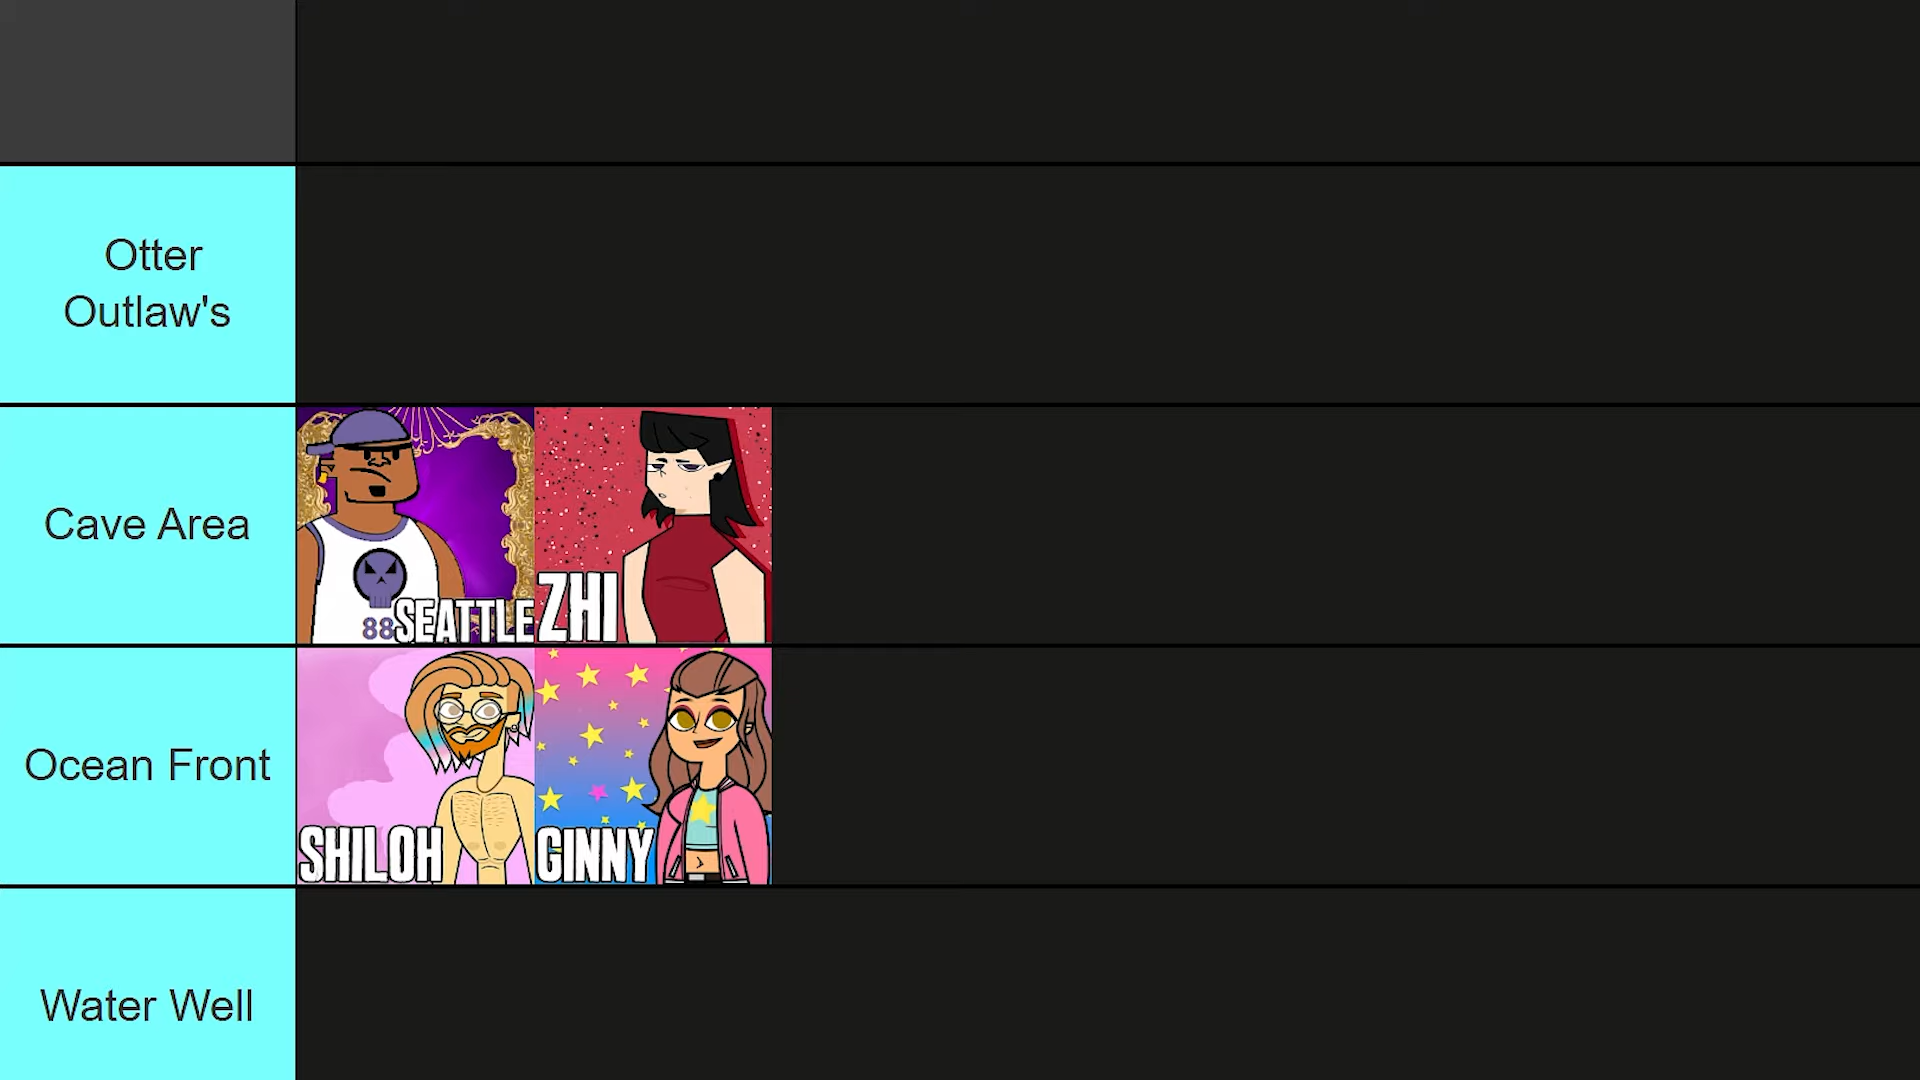 Otter
Outlaw's
Cave Area
88
SEATTLE
ZHI
Ocean Front
SHILOH
GINNY
Water Well